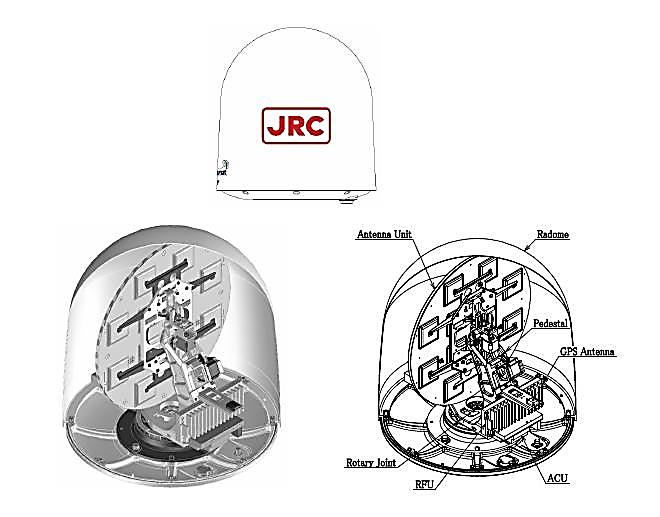 JRC
Antenna Unit
Radome
Pedestal
GPS Antenna
Rotary Joint
RFU
ACU